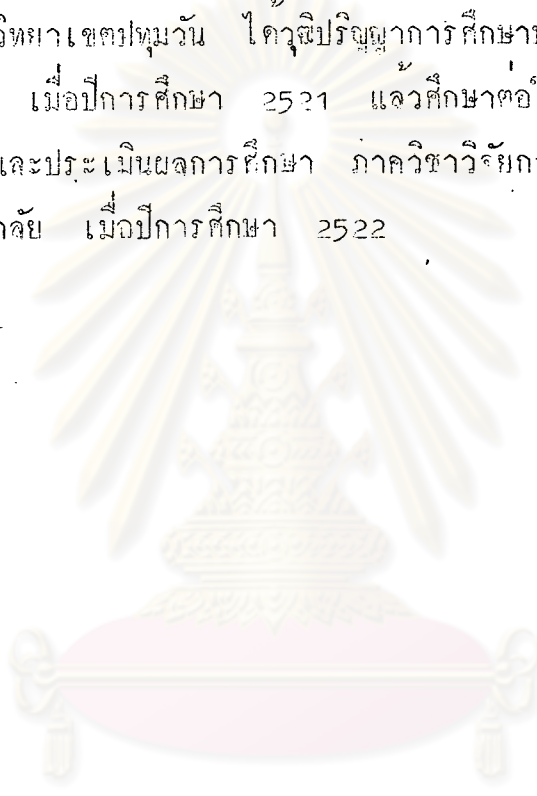 วิทยาเขตปทุมวัน ได้วุฒิปริญญาการศึกษาบ
เมื่อปีการศึกษา 2521 แล้วศึกษาต่อ
และประเมินผลการศึกษา ภาควิชาวิจัยกา
าลัย เมื่อปีการศึกษา 2522